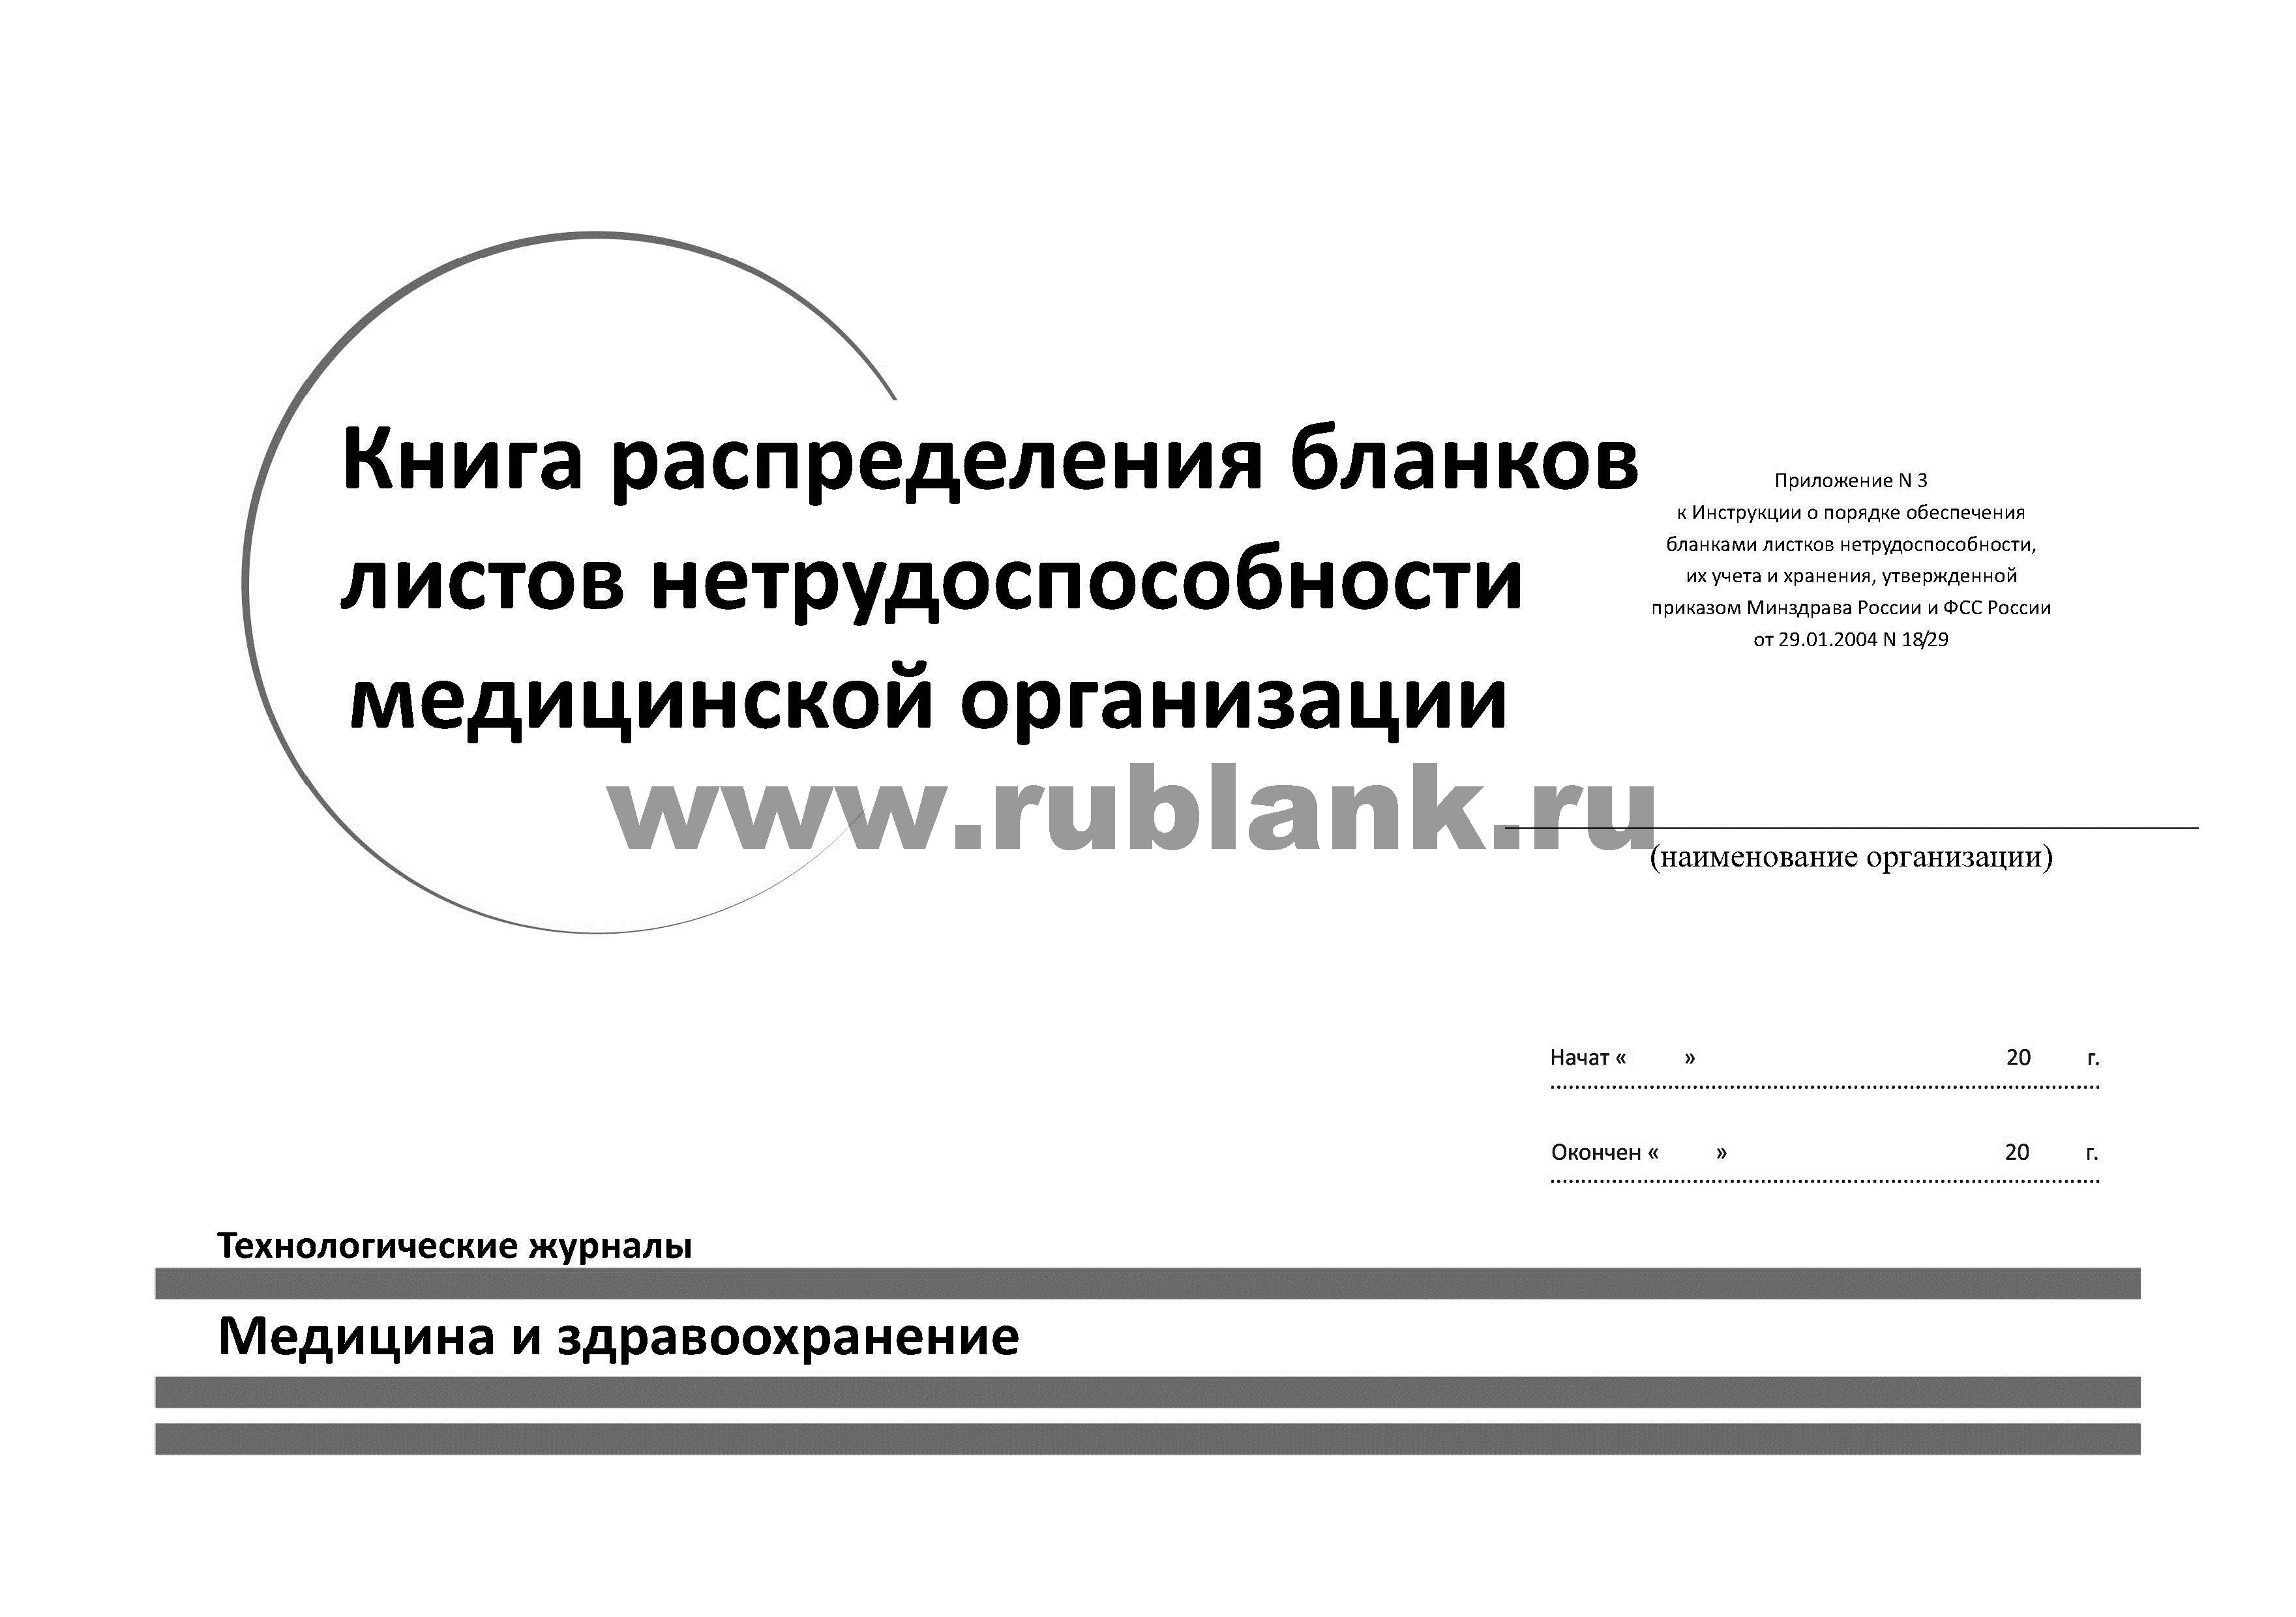 Книга распределения бланков
листов нетрудоспособности
медицинской организации
Приложение N 3
к Инструкции о порядке обеспечения
бланками листков нетрудоспособности,
их учета и хранения, утвержденной
приказом Минздрава России и ФСС России
от 29.01.2004 N 18/29
www.rublank.ru
(наименование организации)
Начат « » 20 г.
Окончен « » 20 г.
Технологические журналы
Медицина и здравоохранение